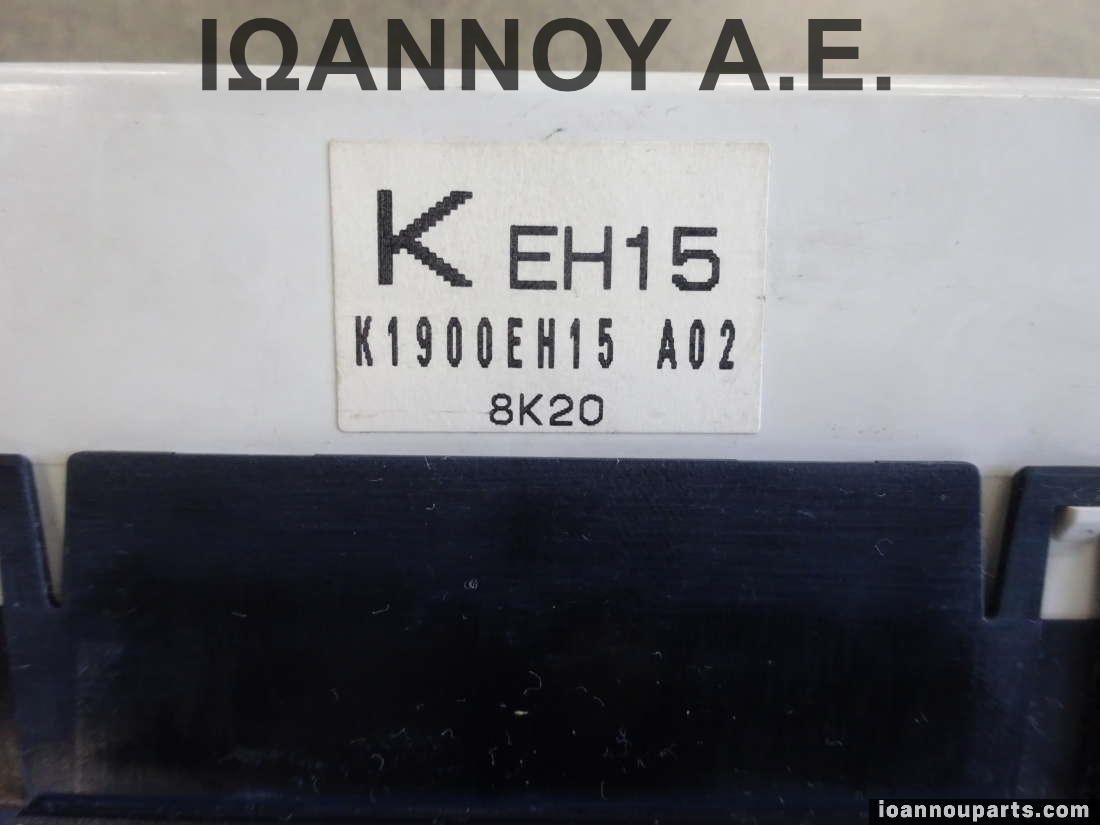 ΙΩΑΝΝΟΥ Α.Ε.
K EH15
K1900EH15 A02
8K20
ioannouparts.com